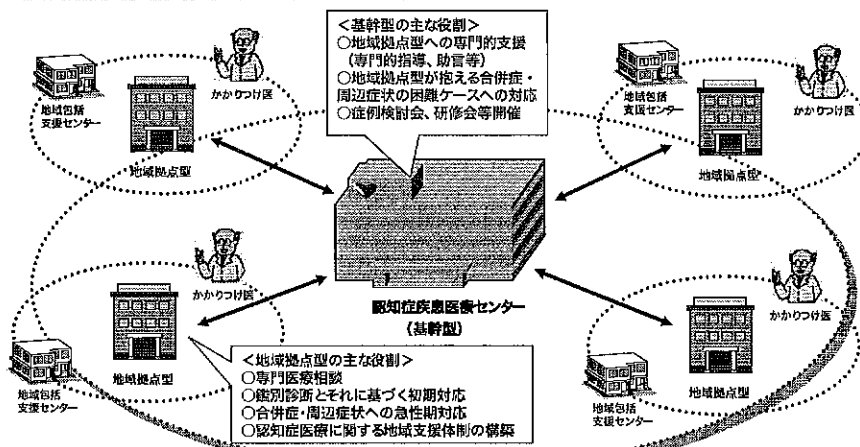 <基幹型の主な役割>
○地域拠点型への専門的支援
(専門的指導、助言等)
○地域拠点型が抱える合併症・
周辺症状の困難ケースへの対応
○症例検討会、研修会等開催
地域包括
支援センター
かかりつけ医
地域拠点型
地域包括
支援センター
かかりつけ医
地域拠点型
認知症疾患医療センター
(基幹型)
かかりつけ医
地域拠点型
地域包括
支援センター
かかりつけ医
地域拠点型
地域包括
支援センター
<地域拠点型の主な役割>
○専門医療相談
○鑑別診断とそれに基づく初期対応
○合併症・周辺症状への急性期対応
○認知症医療に関する地域支援体制の構築